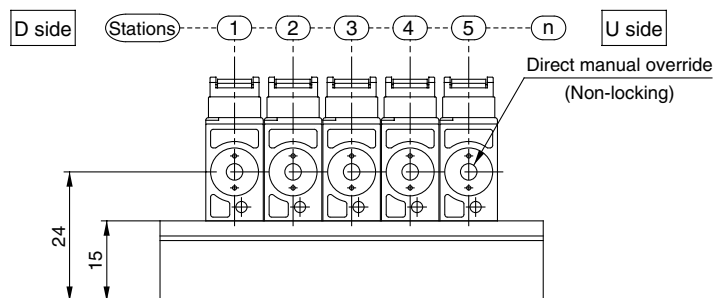 D side Stations 1 2 3 4 5 n U side
Direct manual override
(Non-locking)
24
15